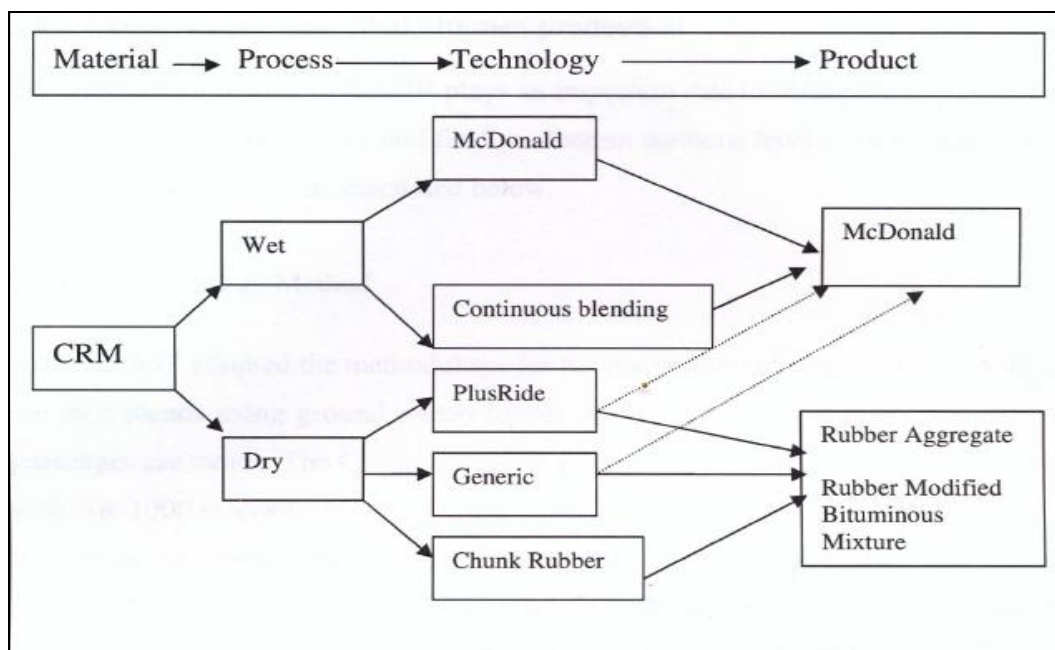 Material Process Technology Product
McDonald
Wet
McDonald
Continuous blending
CRM
PlusRide
Rubber Aggregate
Dry
Generic
Rubber Modified
Bituminous
Mixture
Chunk Rubber